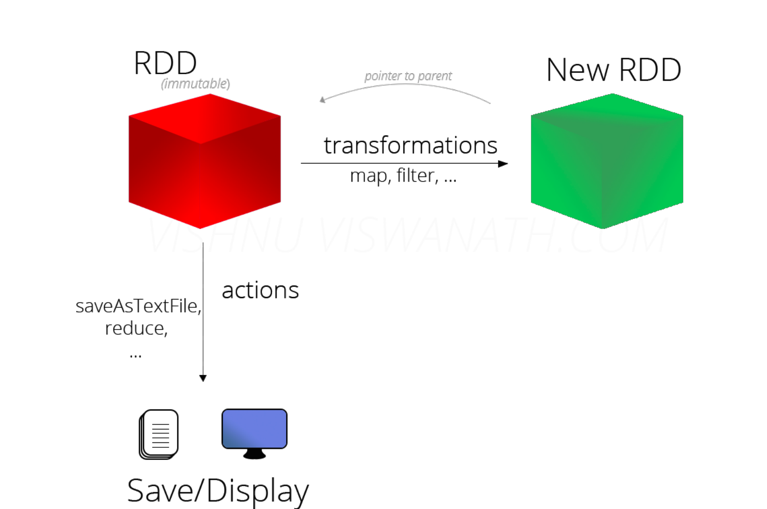 RDD
(immutable)
pointer to parent
New RDD
transformations
map, filter, ...
VISHNU VISWANATH.COM
actions
saveAsTextFile,
reduce,
...
Save/Display